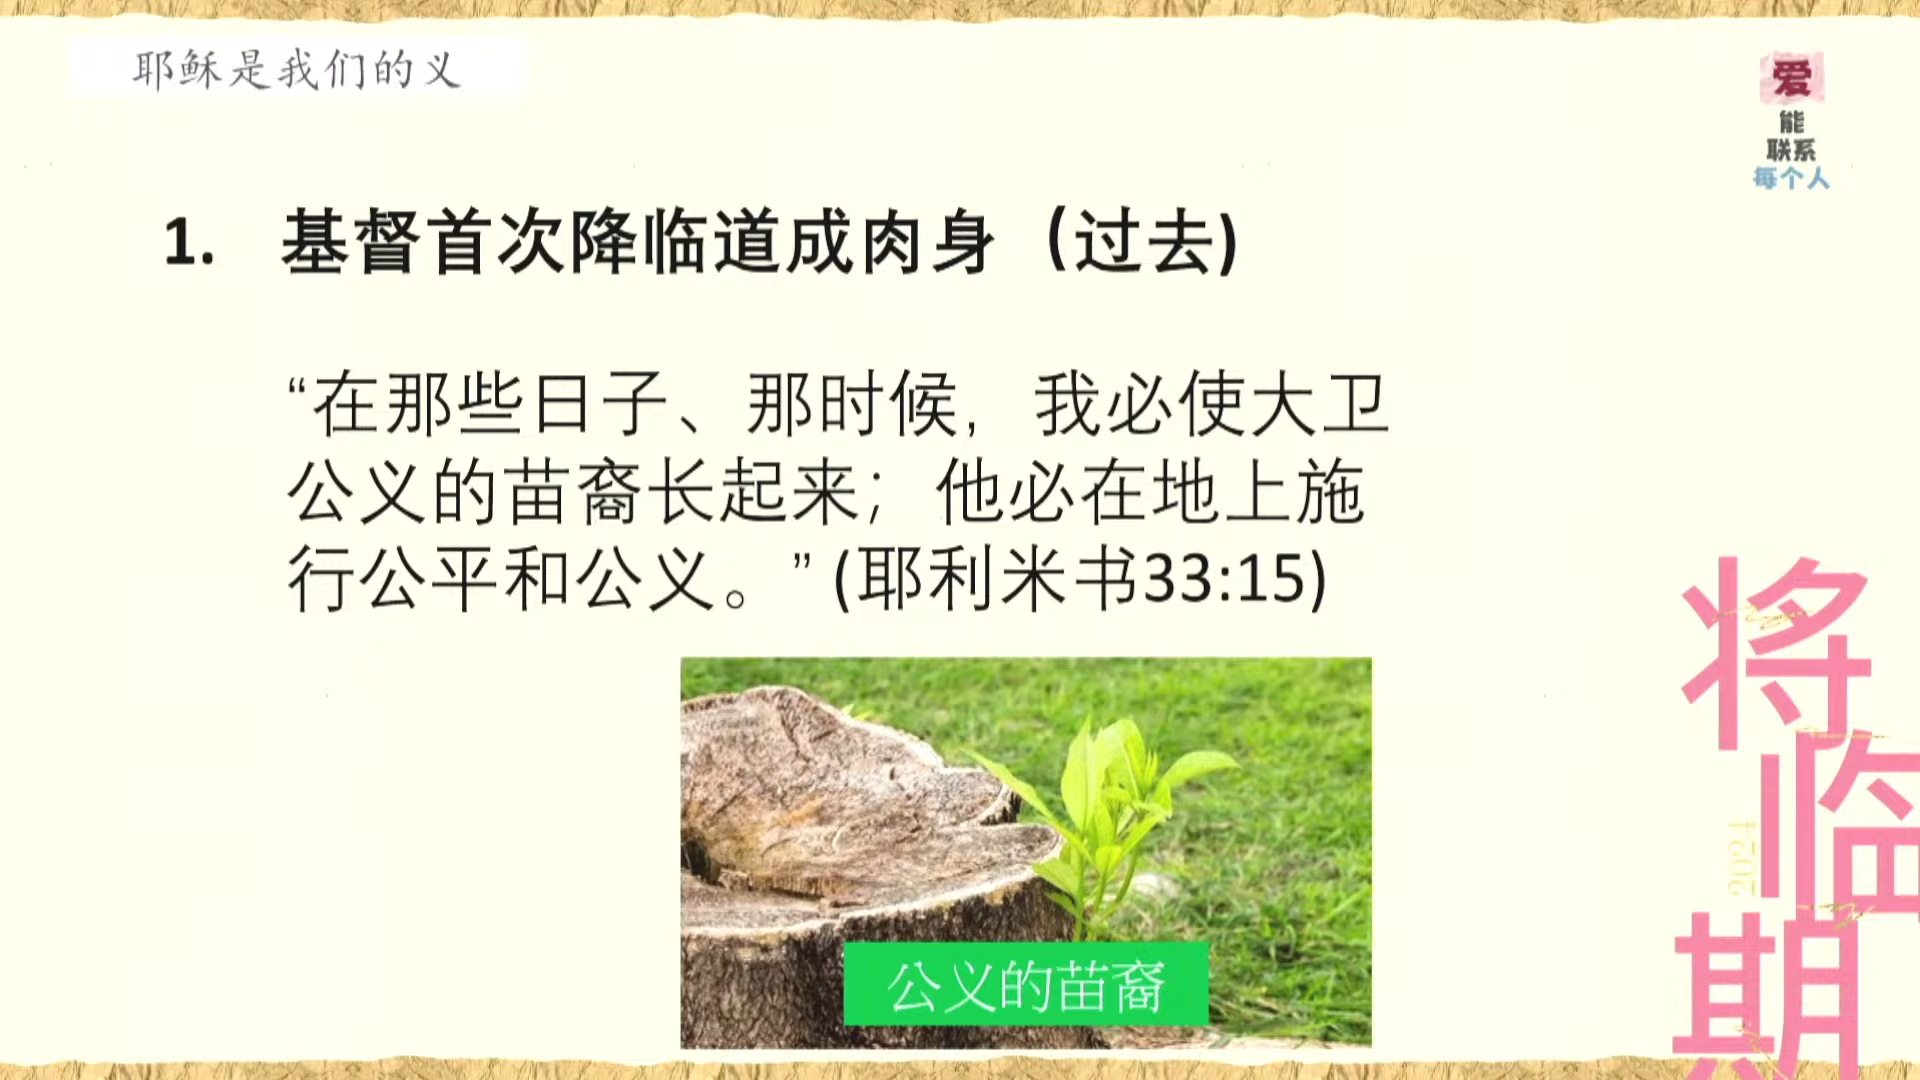 耶稣是我们的义
爱
能
联系
每个人
1. 基督首次降临道成肉身（过去)
“在那些日子、那时候，我必使大卫
公义的苗裔长起来；他必在地上施
行公平和公义。” (耶利米书33:15)
公义的苗裔
将
临
期